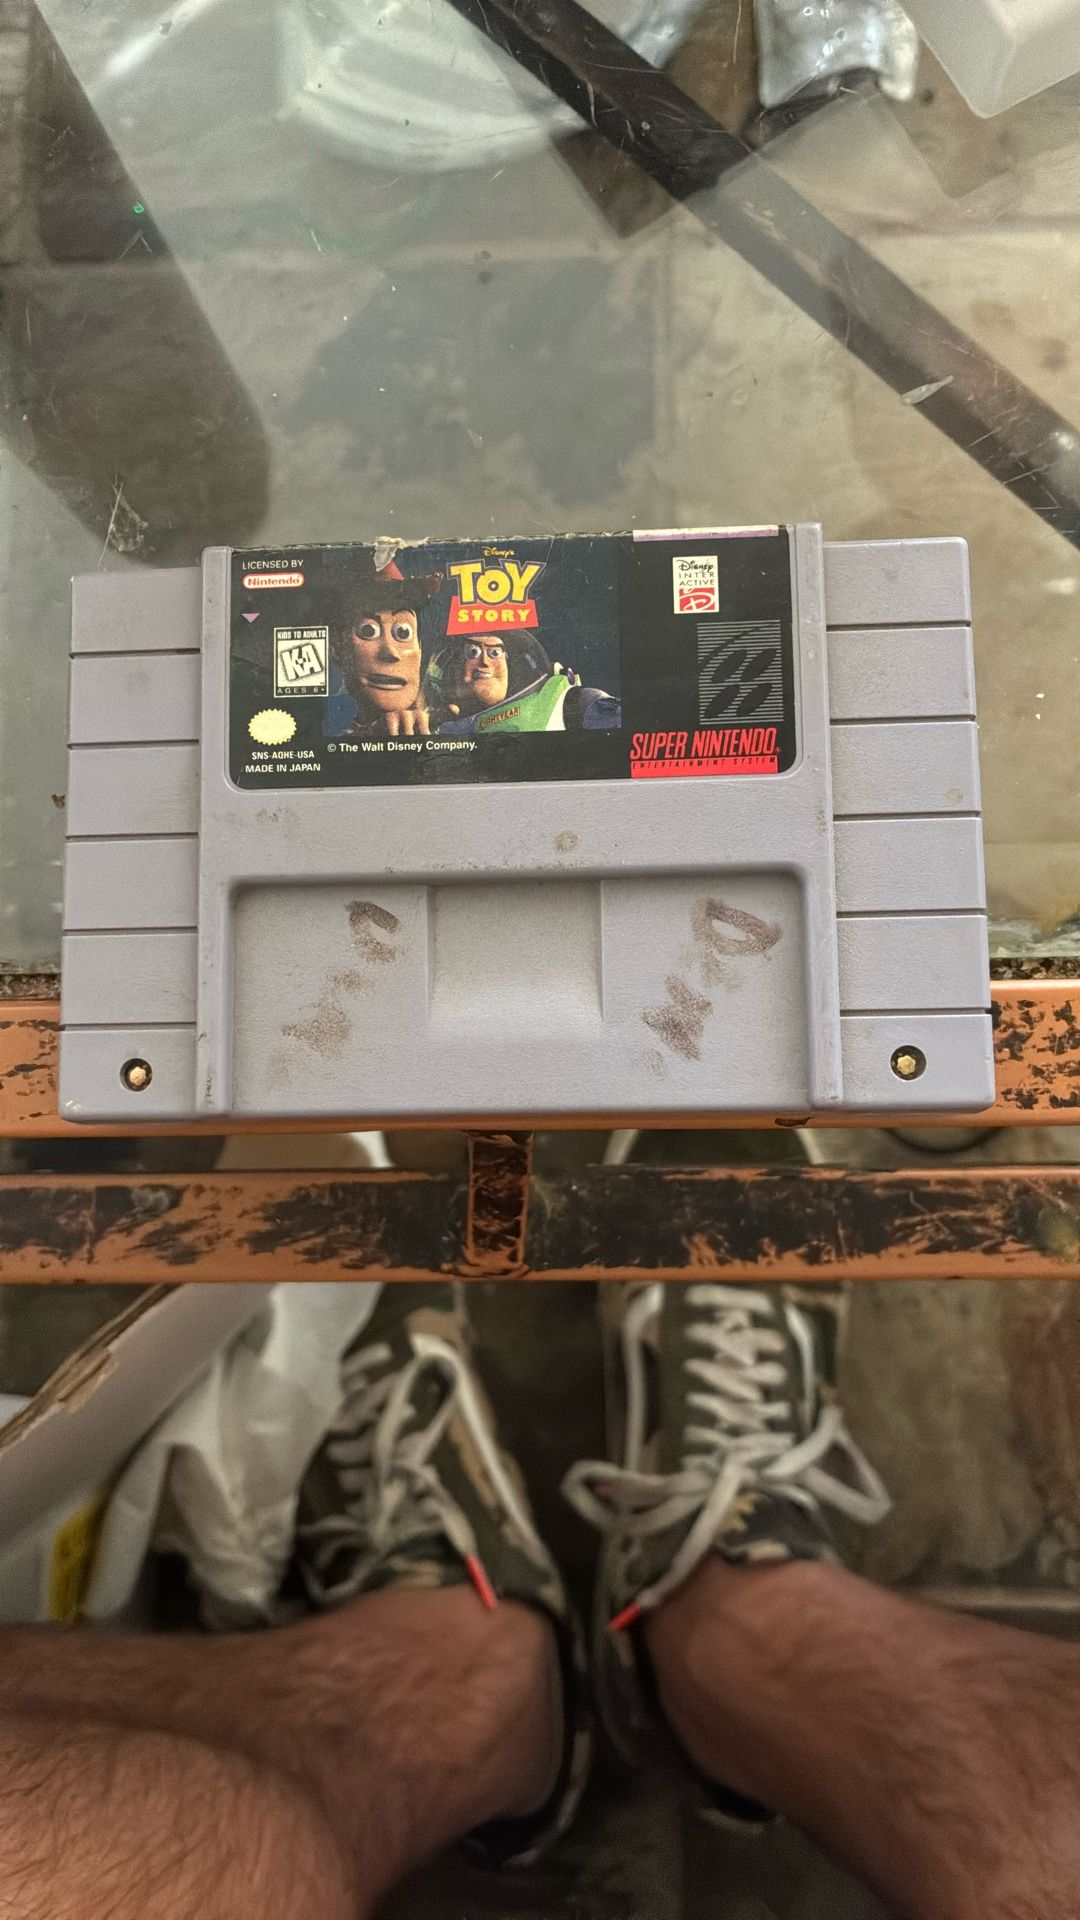 LICENSED BY
Nintendo
Disney's
TOY
STORY
Disney
INTER
ACTIVE
KIDS TO ADULTS
K-A
AGES 6+
LIGHTYEAR
SNS-AQHE-USA
MADE IN JAPAN
© The Walt Disney Company.
SUPER NINTENDO
ENTERTAINMENT SYSTEM